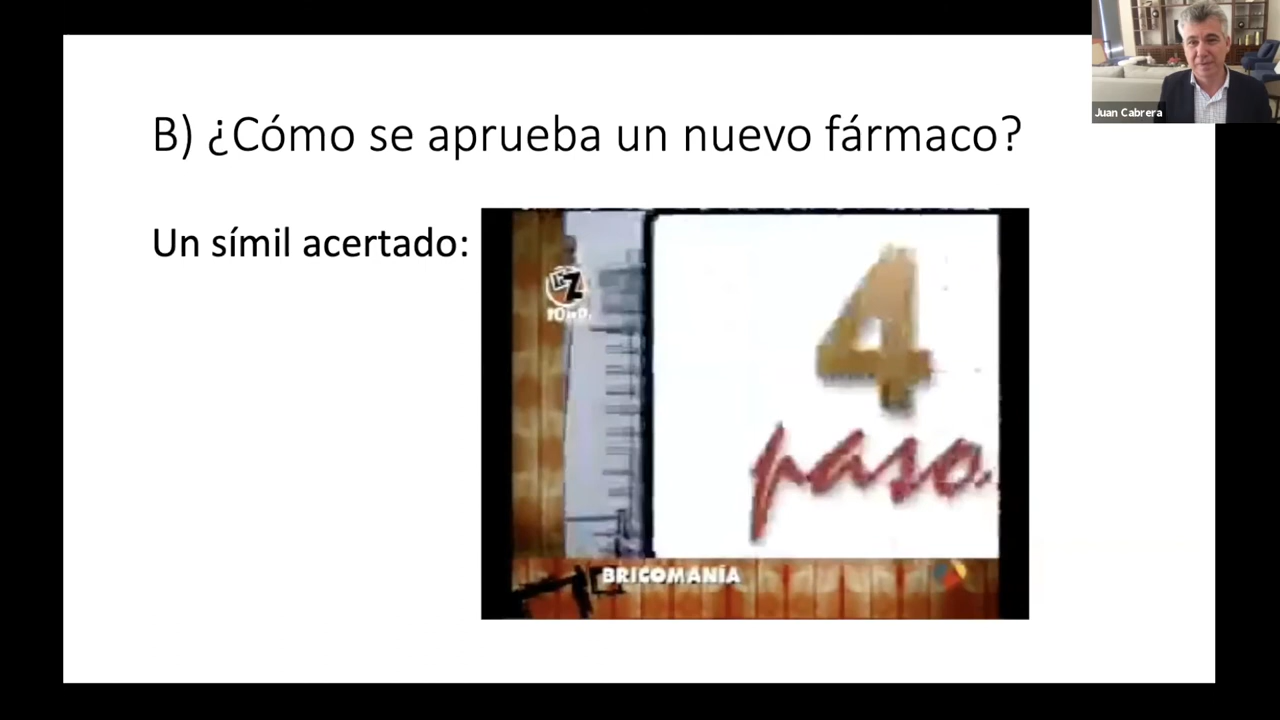 B) ¿Cómo se aprueba un nuevo fármaco?
Juan Cabrera
Un símil acertado:
4
paso
BRICOMANÍA